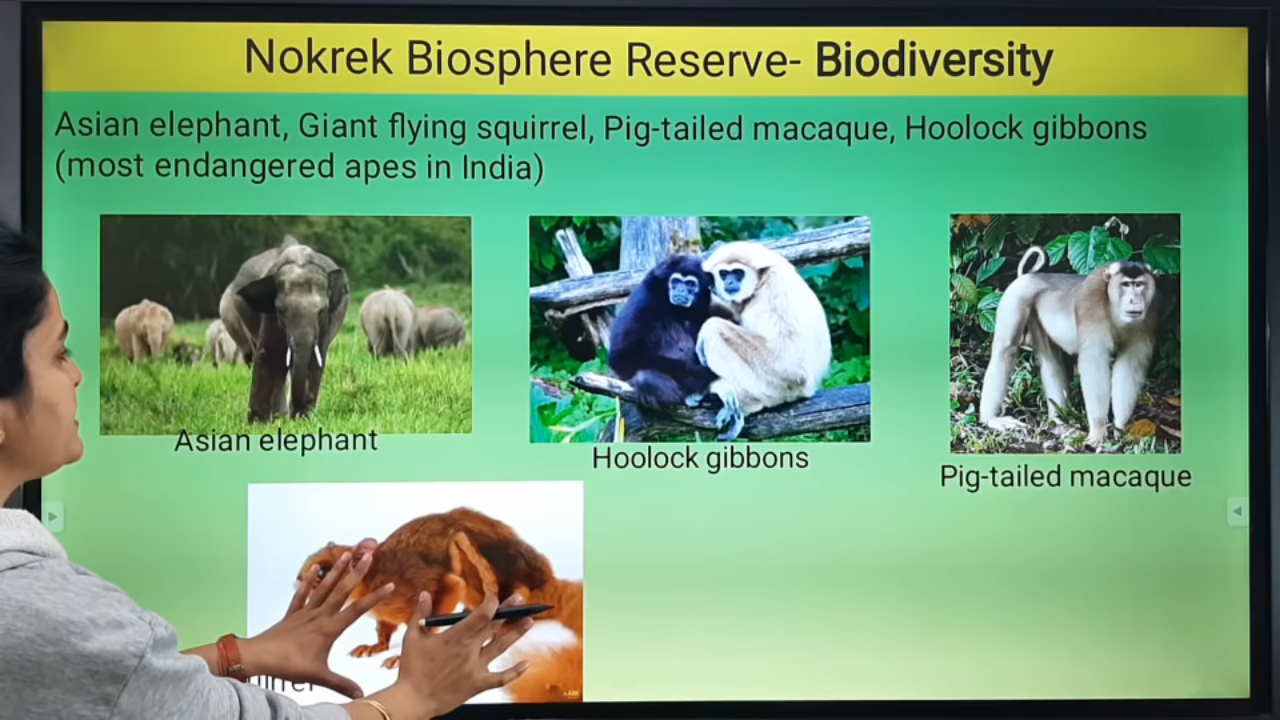 Nokrek Biosphere Reserve- Biodiversity
Asian elephant, Giant flying squirrel, Pig-tailed macaque, Hoolock gibbons
(most endangered apes in India)
Asian elephant
Hoolock gibbons
Pig-tailed macaque